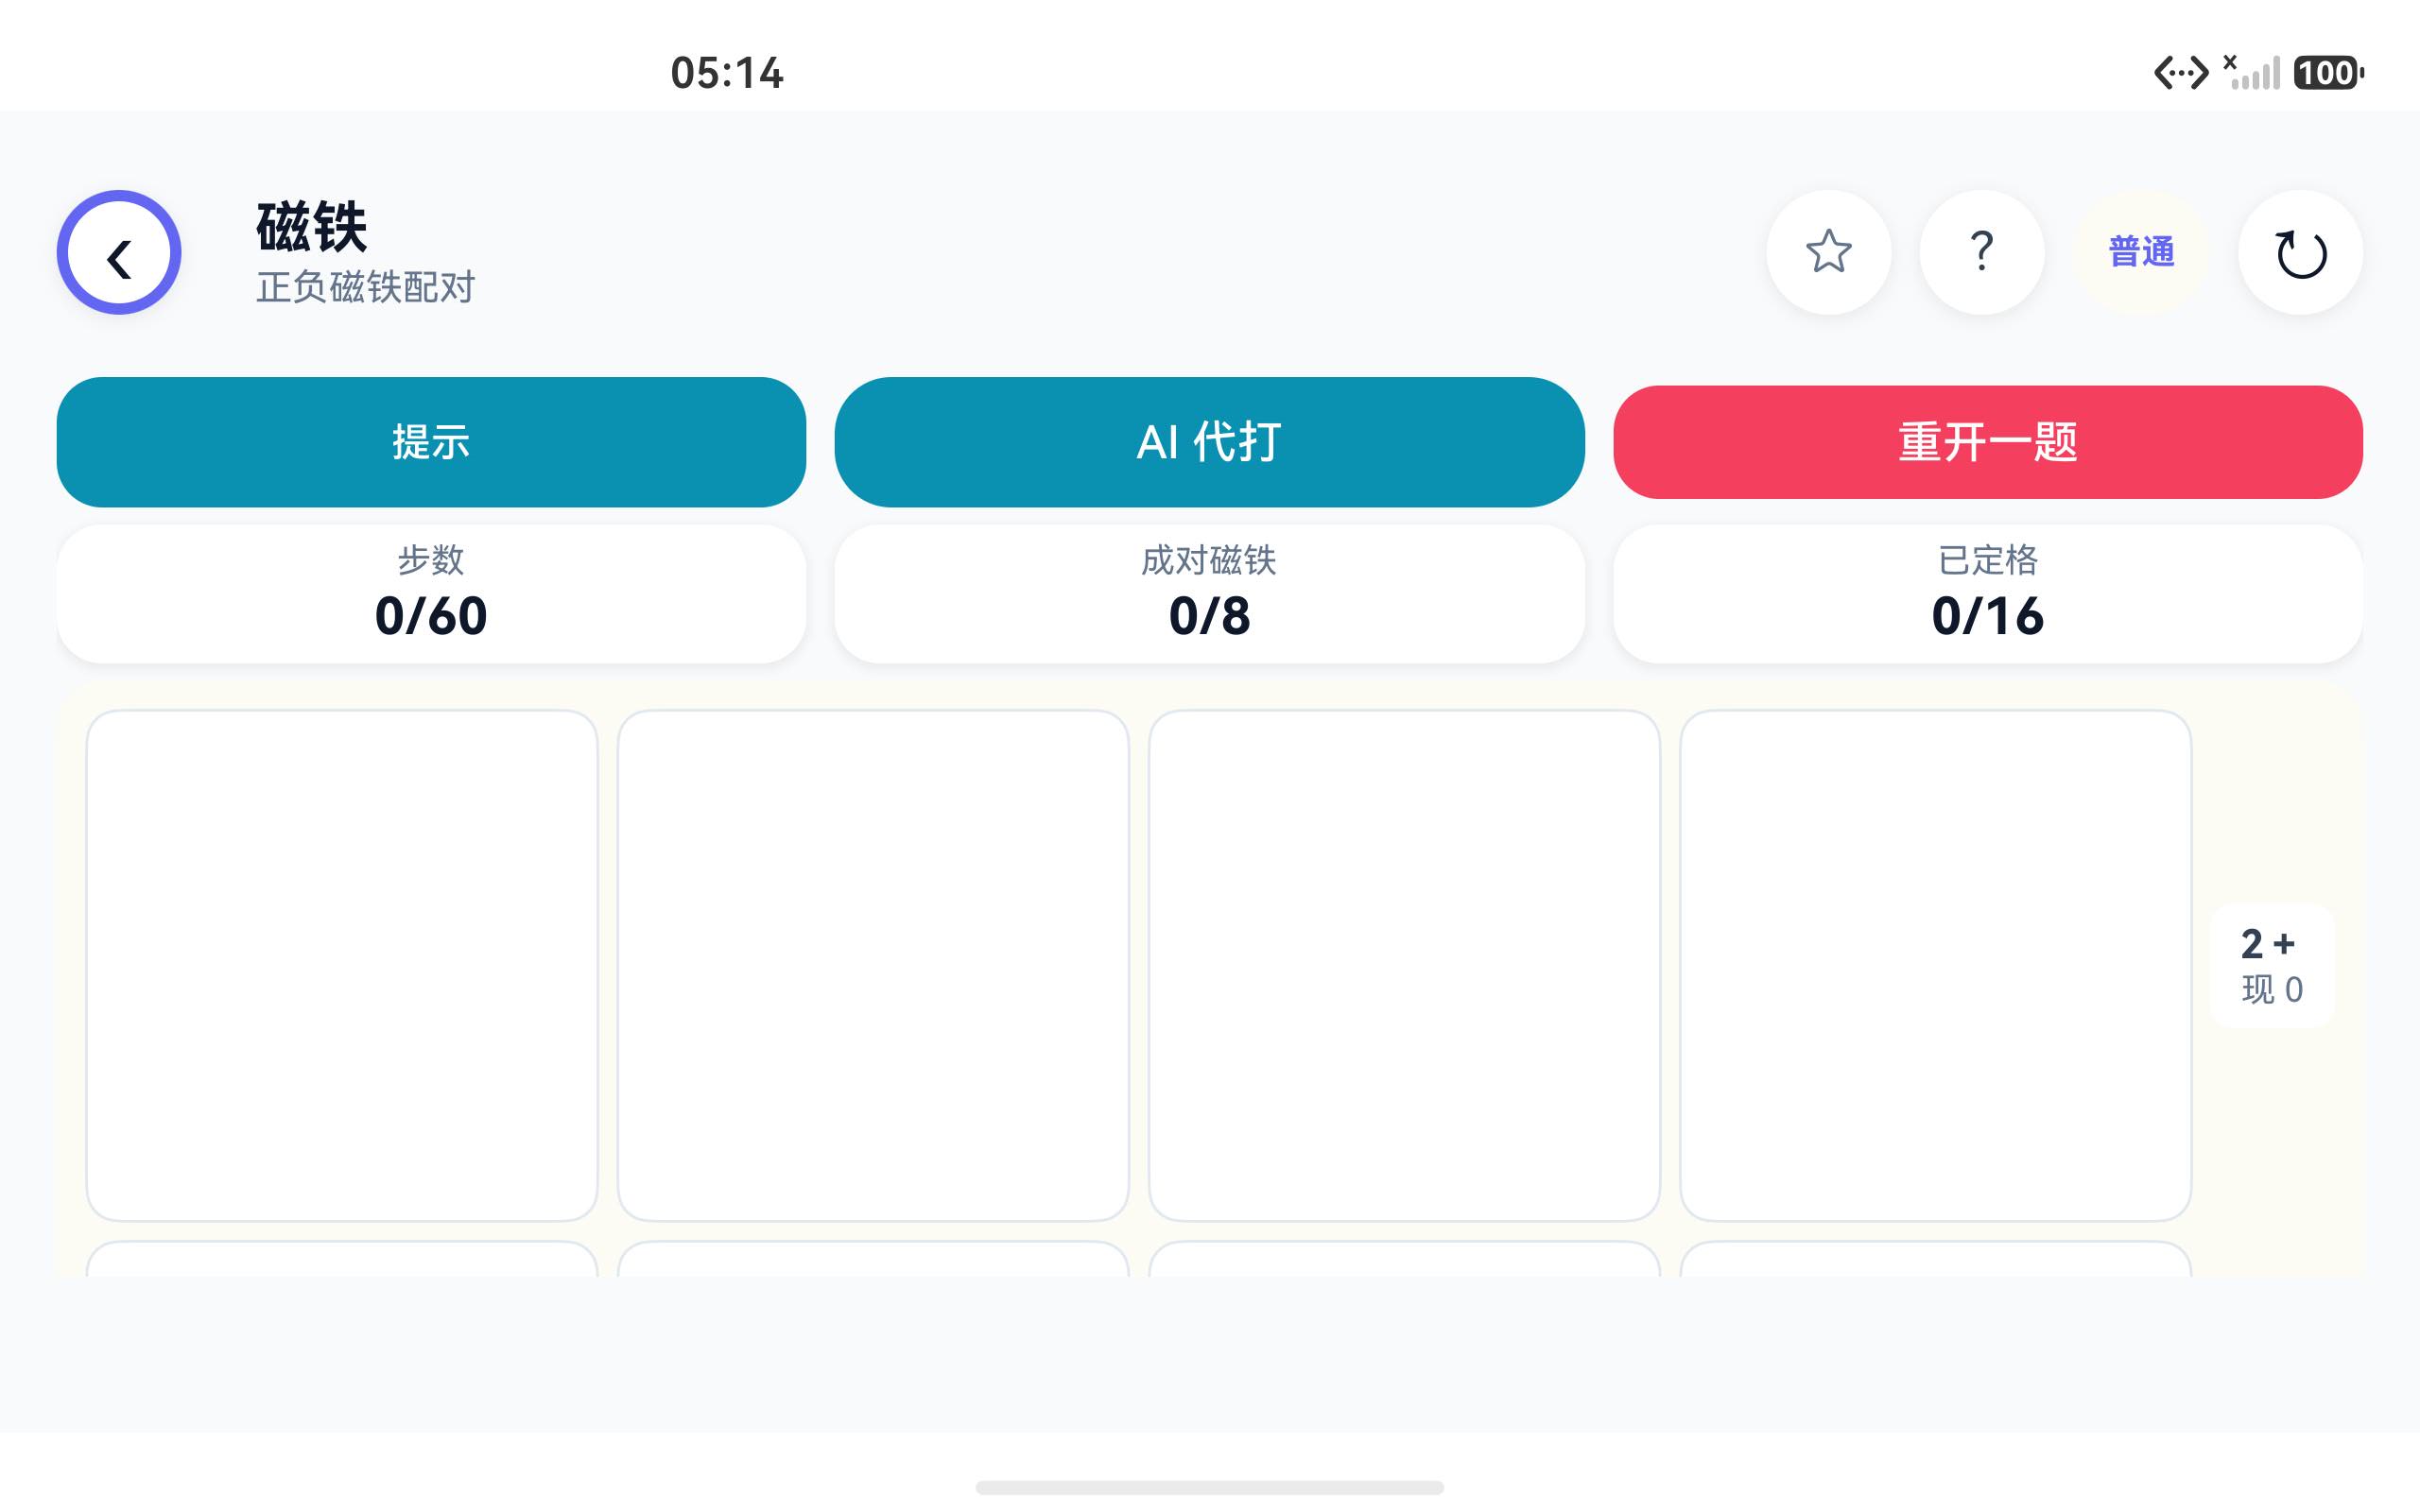 05:14
100
磁铁
正负磁铁配对
?
普通
提示
AI 代打
重开一题
步数
0/60
成对磁铁
0/8
已定格
0/16
2 +
现 0